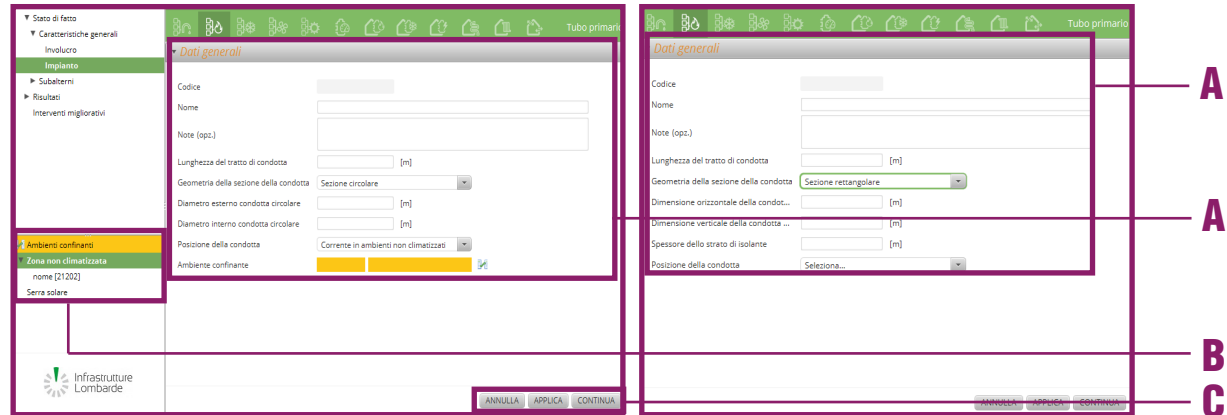 Stato di fatto
Caratteristiche generali
Involucro
Impianto
Subalterni
Risultati
Interventi migliorativi
Ambienti confinanti
Zona non climatizzata
nome [21202]
Serra solare
Infrastrutture
Lombarde
Tubo primario
Dati generali
Codice
Nome
Note (opz.)
Lunghezza del tratto di condotta [m]
Geometria della sezione della condotta Sezione circolare
Diametro esterno condotta circolare [m]
Diametro interno condotta circolare [m]
Posizione della condotta Corrente in ambienti non climatizzati
Ambiente confinante
ANNULLA APPLICA CONTINUA
Tubo primario
Dati generali
Codice
Nome
Note (opz.)
Lunghezza del tratto di condotta [m]
Geometria della sezione della condotta Sezione rettangolare
Dimensione orizzontale della condot... [m]
Dimensione verticale della condotta ... [m]
Spessore dello strato di isolante [m]
Posizione della condotta Seleziona...
ANNULLA APPLICA CONTINUA
A
A
B
C